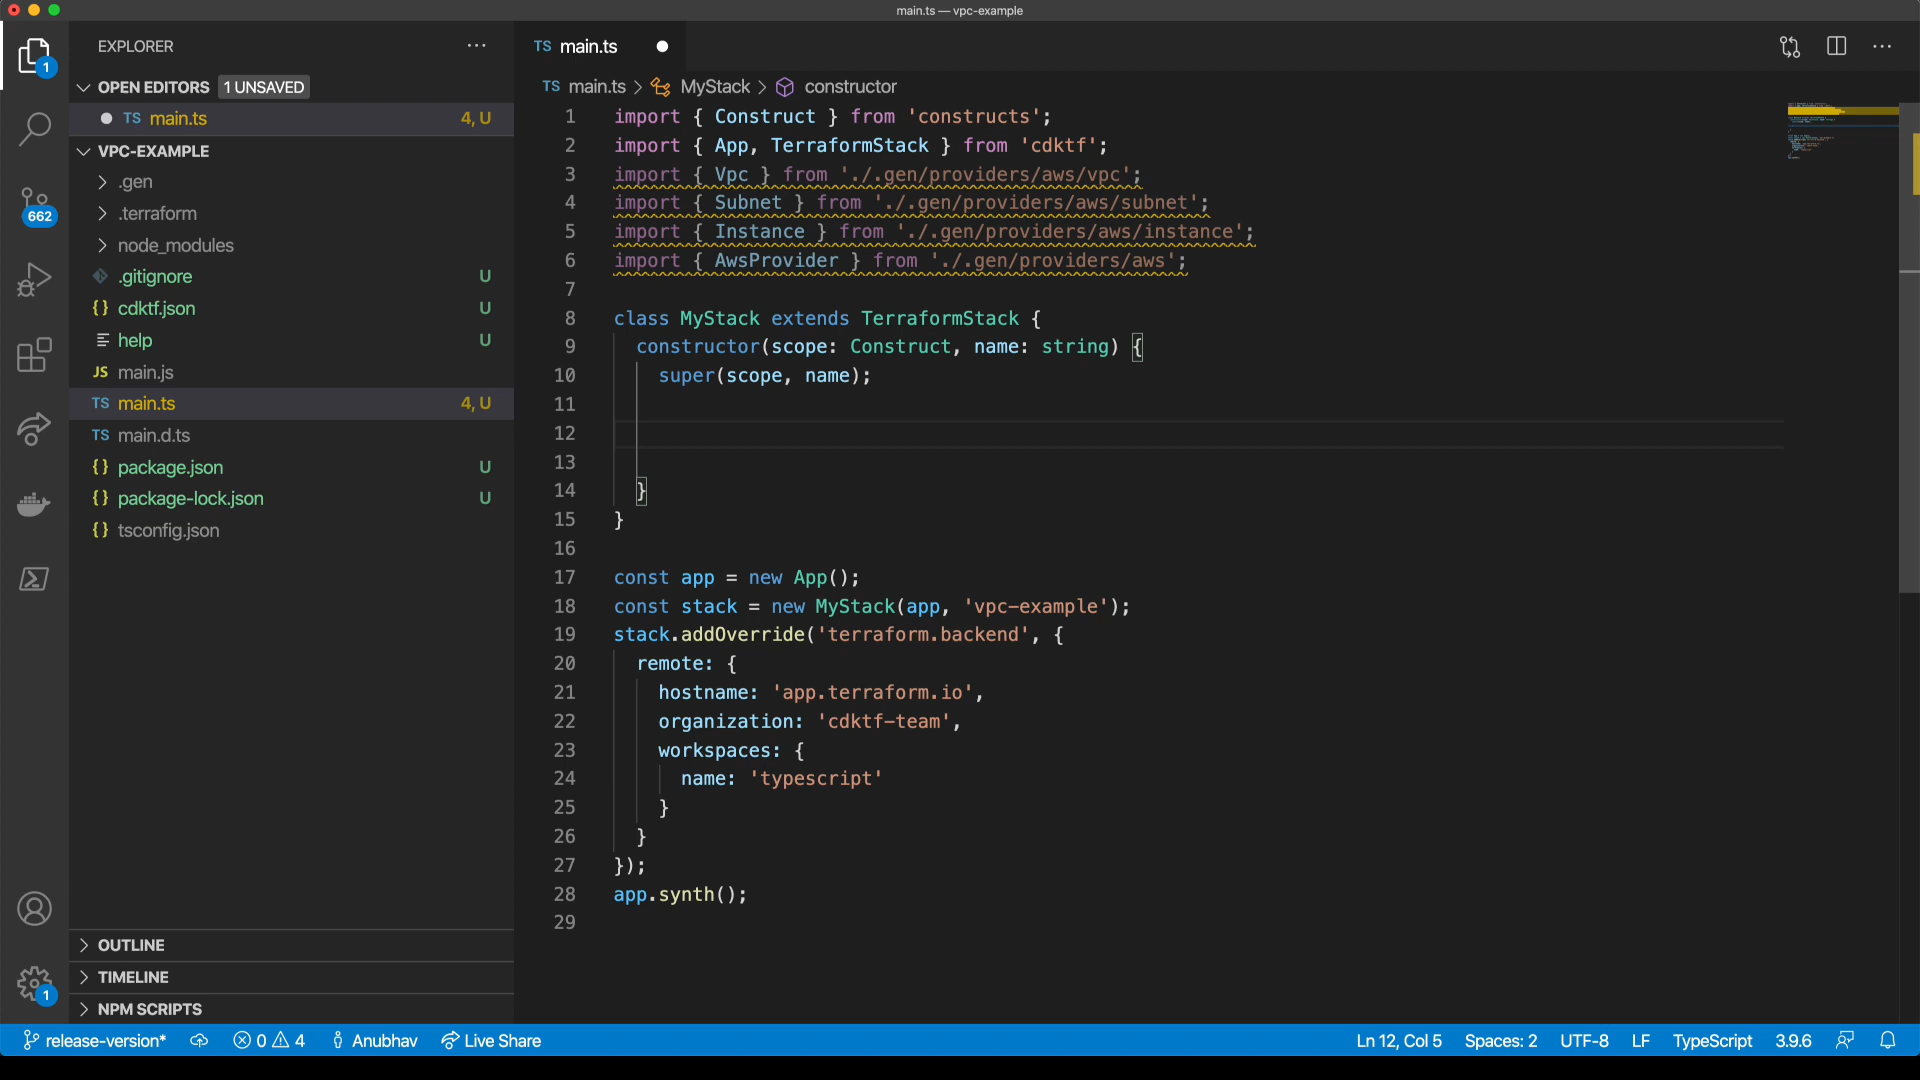 main.ts — vpc-example
EXPLORER
OPEN EDITORS 1 UNSAVED
TS main.ts 4, U
VPC-EXAMPLE
.gen
.terraform
node_modules
.gitignore U
{} cdktf.json U
help U
JS main.js
TS main.ts 4, U
TS main.d.ts
{} package.json U
{} package-lock.json U
{} tsconfig.json
OUTLINE
TIMELINE
NPM SCRIPTS
1
662
1
TS main.ts
TS main.ts > MyStack > constructor
1 import { Construct } from 'constructs';
2 import { App, TerraformStack } from 'cdktf';
3 import { Vpc } from './.gen/providers/aws/vpc';
4 import { Subnet } from './.gen/providers/aws/subnet';
5 import { Instance } from './.gen/providers/aws/instance';
6 import { AwsProvider } from './.gen/providers/aws';
7
8 class MyStack extends TerraformStack {
9 constructor(scope: Construct, name: string) {
10 super(scope, name);
11
12
13
14 }
15 }
16
17 const app = new App();
18 const stack = new MyStack(app, 'vpc-example');
19 stack.addOverride('terraform.backend', {
20 remote: {
21 hostname: 'app.terraform.io',
22 organization: 'cdktf-team',
23 workspaces: {
24 name: 'typescript'
25 }
26 }
27 });
28 app.synth();
29
release-version* 0 4 Anubhav Live Share Ln 12, Col 5 Spaces: 2 UTF-8 LF TypeScript 3.9.6